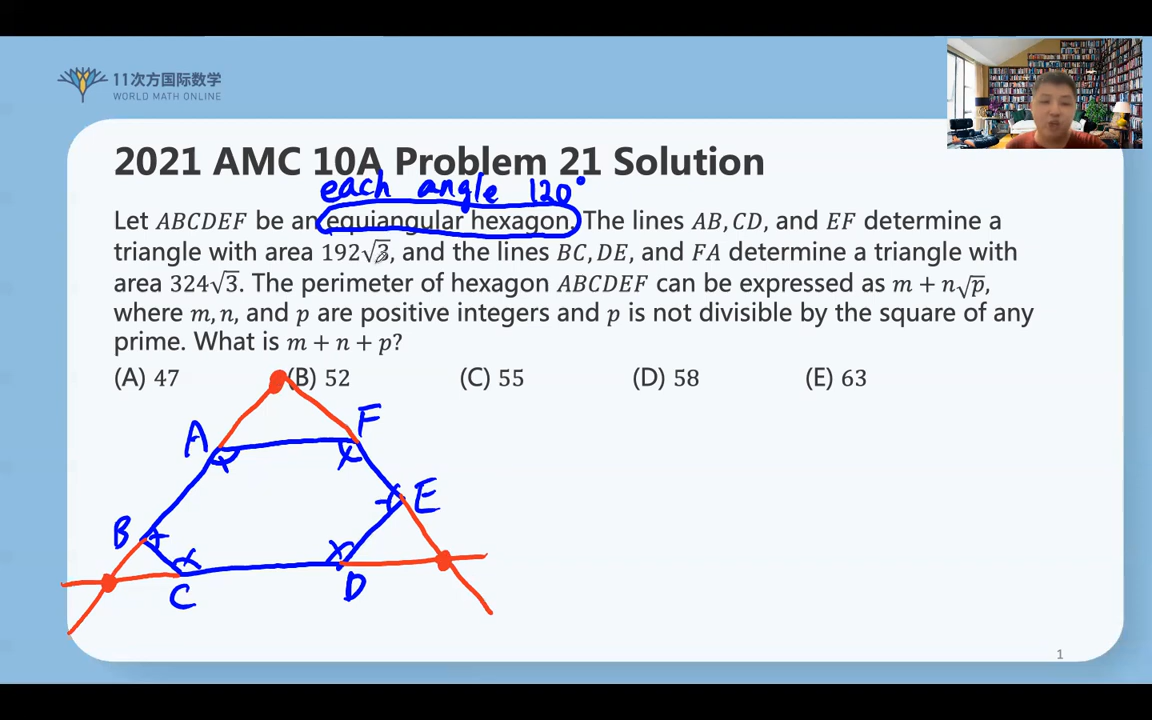 11次方国际数学
WORLD MATH ONLINE
2021 AMC 10A Problem 21 Solution
each angle 120°
Let ABCDEF be an equiangular hexagon. The lines AB, CD, and EF determine a
triangle with area 192√3, and the lines BC, DE, and FA determine a triangle with
area 324√3. The perimeter of hexagon ABCDEF can be expressed as m + n√p,
where m, n, and p are positive integers and p is not divisible by the square of any
prime. What is m + n + p?
(A) 47 (B) 52 (C) 55 (D) 58 (E) 63
A F
B E
C D
1